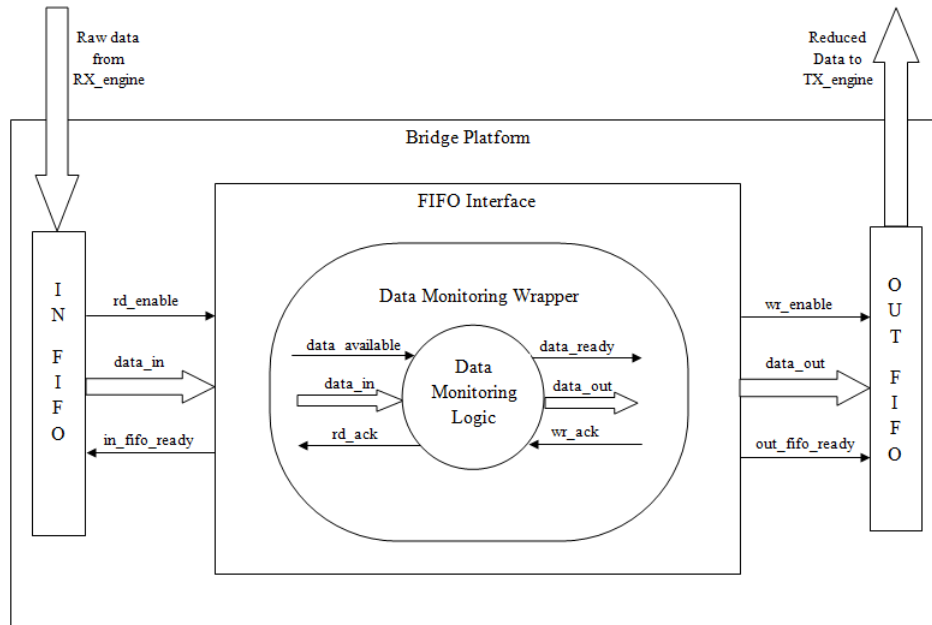 Raw data
from
RX_engine
Reduced
Data to
TX_engine
Bridge Platform
FIFO Interface
I
N
F
I
F
O
rd_enable
data_in
in_fifo_ready
Data Monitoring Wrapper
data_available
data_in
rd_ack
Data
Monitoring
Logic
data_ready
data_out
wr_ack
wr_enable
data_out
out_fifo_ready
O
U
T
F
I
F
O